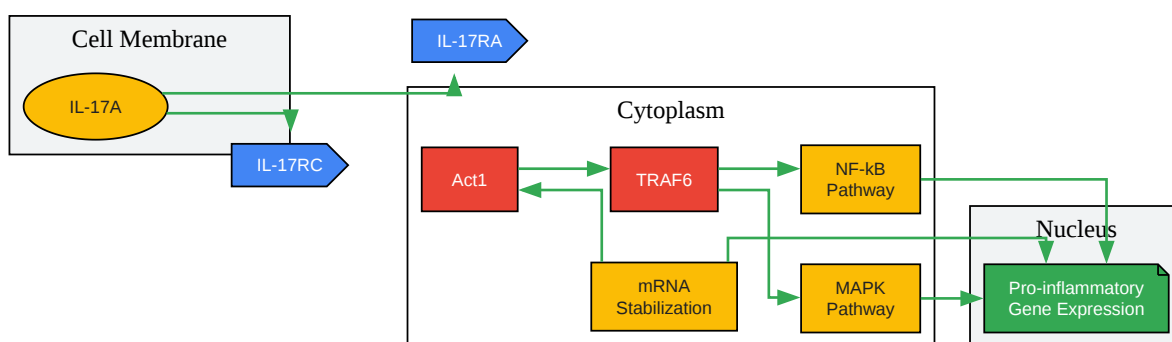 Cell Membrane
IL-17A
IL-17RA
IL-17RC
Cytoplasm
Act1
TRAF6
NF-kB
Pathway
mRNA
Stabilization
MAPK
Pathway
Nucleus
Pro-inflammatory
Gene Expression